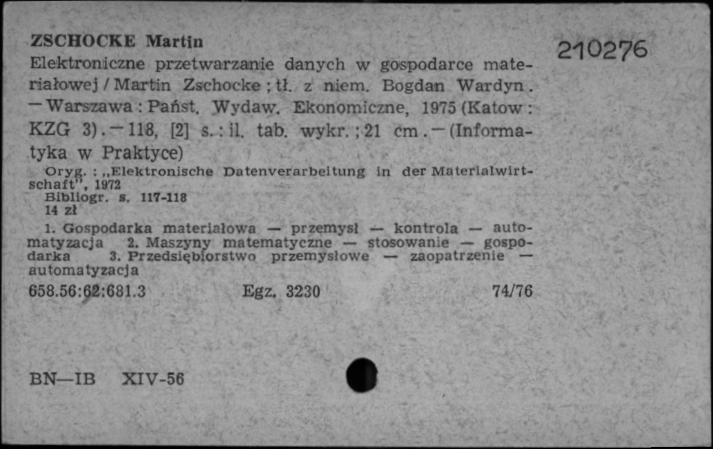 ZSCHOCKE Martin
210276
Elektroniczne przetwarzanie danych w gospodarce mate-
riałowej / Martin Zschocke ; tł. z niem. Bogdan Wardyn.
— Warszawa : Państ. Wydaw. Ekonomiczne, 1975 (Katow :
KZG 3). — 118, [2] s. : il. tab. wykr. ; 21 cm. — (Informa-
tyka w Praktyce)
Oryg. : „Elektronische Datenverarbeitung in der Materialwirt-
schaft", 1972
Bibliogr. s. 117-118
14 zł
1. Gospodarka materiałowa — przemysł — kontrola — auto-
matyzacja 2. Maszyny matematyczne — stosowanie — gospo-
darka 3. Przedsiębiorstwo przemysłowe — zaopatrzenie —
automatyzacja
658.56:62:681.3 Egz. 3230 74/76
BN—IB XIV-56